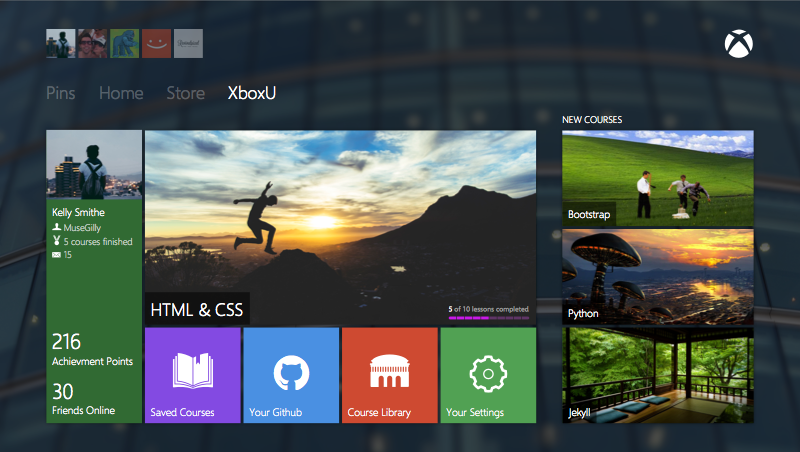 Pins Home Store XboxU
NEW COURSES
Kelly Smithe
MuseGilly
5 courses finished
15
216
Achievment Points
30
Friends Online
HTML & CSS
5 of 10 lessons completed
Saved Courses
Your Github
Course Library
Your Settings
Bootstrap
Python
Jekyll